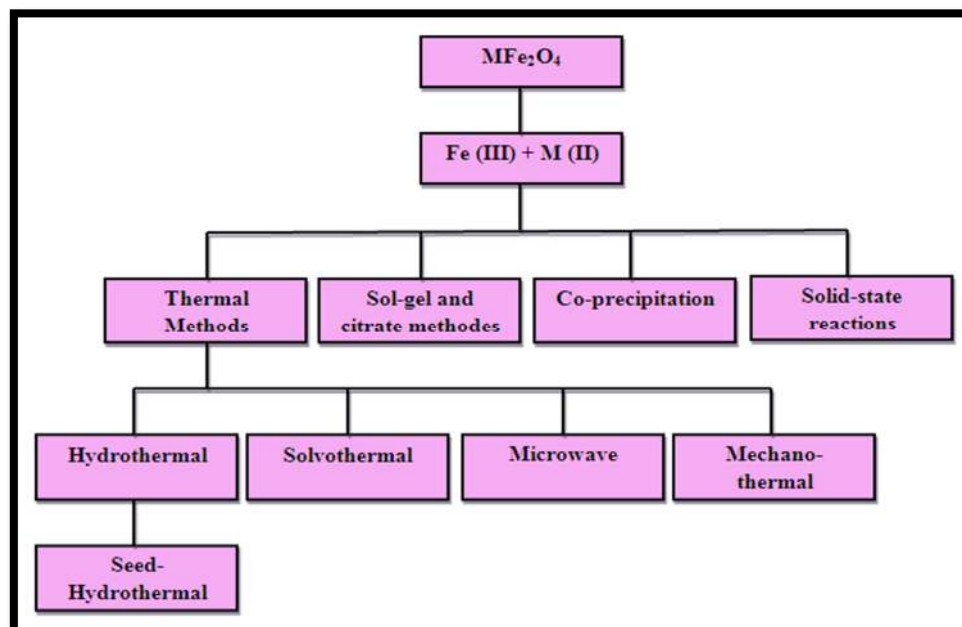 MFe₂O₄
Fe (III) + M (II)
Thermal
Methods
Sol-gel and
citrate methodes
Co-precipitation
Solid-state
reactions
Hydrothermal
Solvothermal
Microwave
Mechano-
thermal
Seed-
Hydrothermal